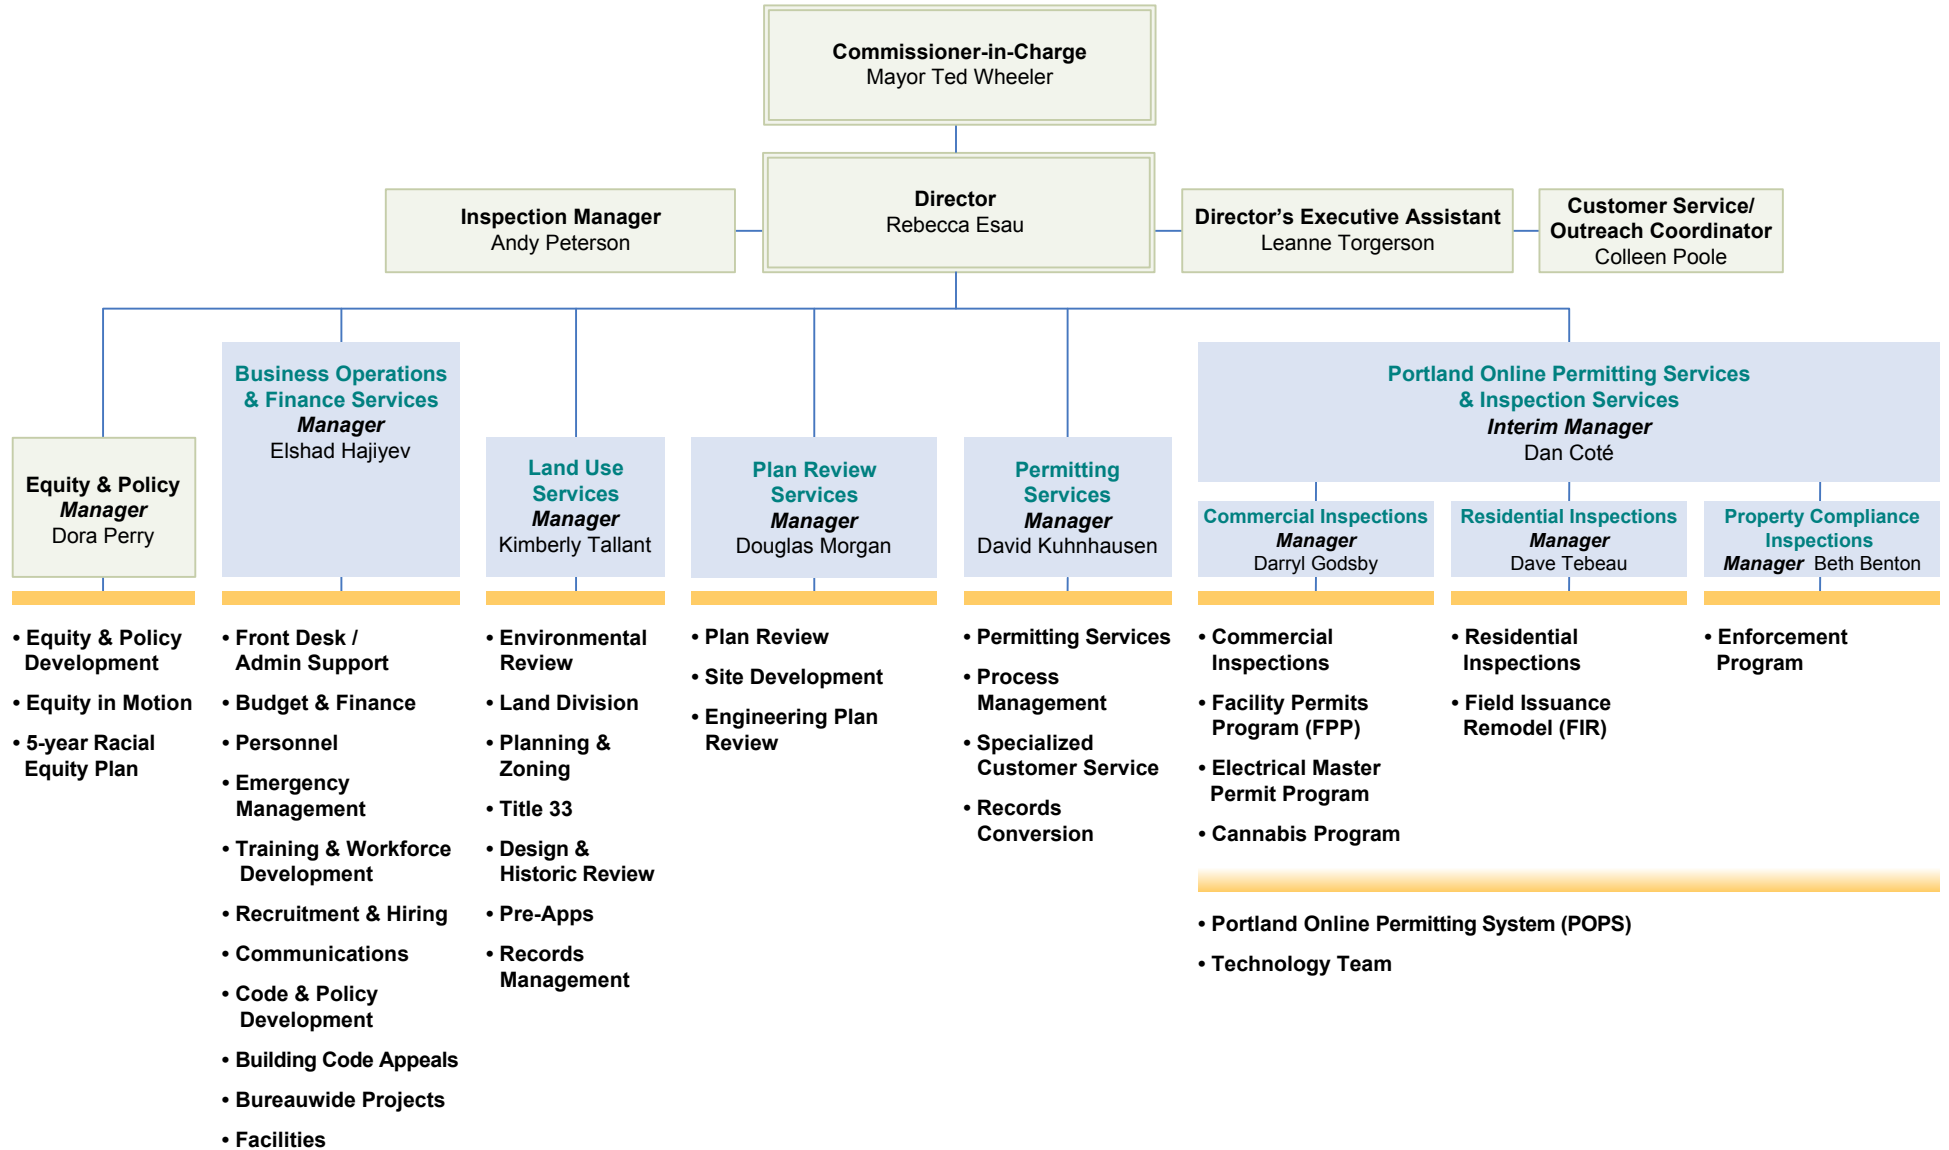 Commissioner-in-Charge
Mayor Ted Wheeler
Inspection Manager
Andy Peterson
Director
Rebecca Esau
Director’s Executive Assistant
Leanne Torgerson
Customer Service/
Outreach Coordinator
Colleen Poole
Equity & Policy
Manager
Dora Perry
• Equity & Policy
Development
• Equity in Motion
• 5-year Racial
Equity Plan
Business Operations
& Finance Services
Manager
Elshad Hajiyev
• Front Desk /
Admin Support
• Budget & Finance
• Personnel
• Emergency
Management
• Training & Workforce
Development
• Recruitment & Hiring
• Communications
• Code & Policy
Development
• Building Code Appeals
• Bureauwide Projects
• Facilities
Land Use
Services
Manager
Kimberly Tallant
• Environmental
Review
• Land Division
• Planning &
Zoning
• Title 33
• Design &
Historic Review
• Pre-Apps
• Records
Management
Plan Review
Services
Manager
Douglas Morgan
• Plan Review
• Site Development
• Engineering Plan
Review
Permitting
Services
Manager
David Kuhnhausen
• Permitting Services
• Process
Management
• Specialized
Customer Service
• Records
Conversion
Portland Online Permitting Services
& Inspection Services
Interim Manager
Dan Coté
Commercial Inspections
Manager
Darryl Godsby
• Commercial
Inspections
• Facility Permits
Program (FPP)
• Electrical Master
Permit Program
• Cannabis Program
Residential Inspections
Manager
Dave Tebeau
• Residential
Inspections
• Field Issuance
Remodel (FIR)
Property Compliance
Inspections
Manager Beth Benton
• Enforcement
Program
• Portland Online Permitting System (POPS)
• Technology Team